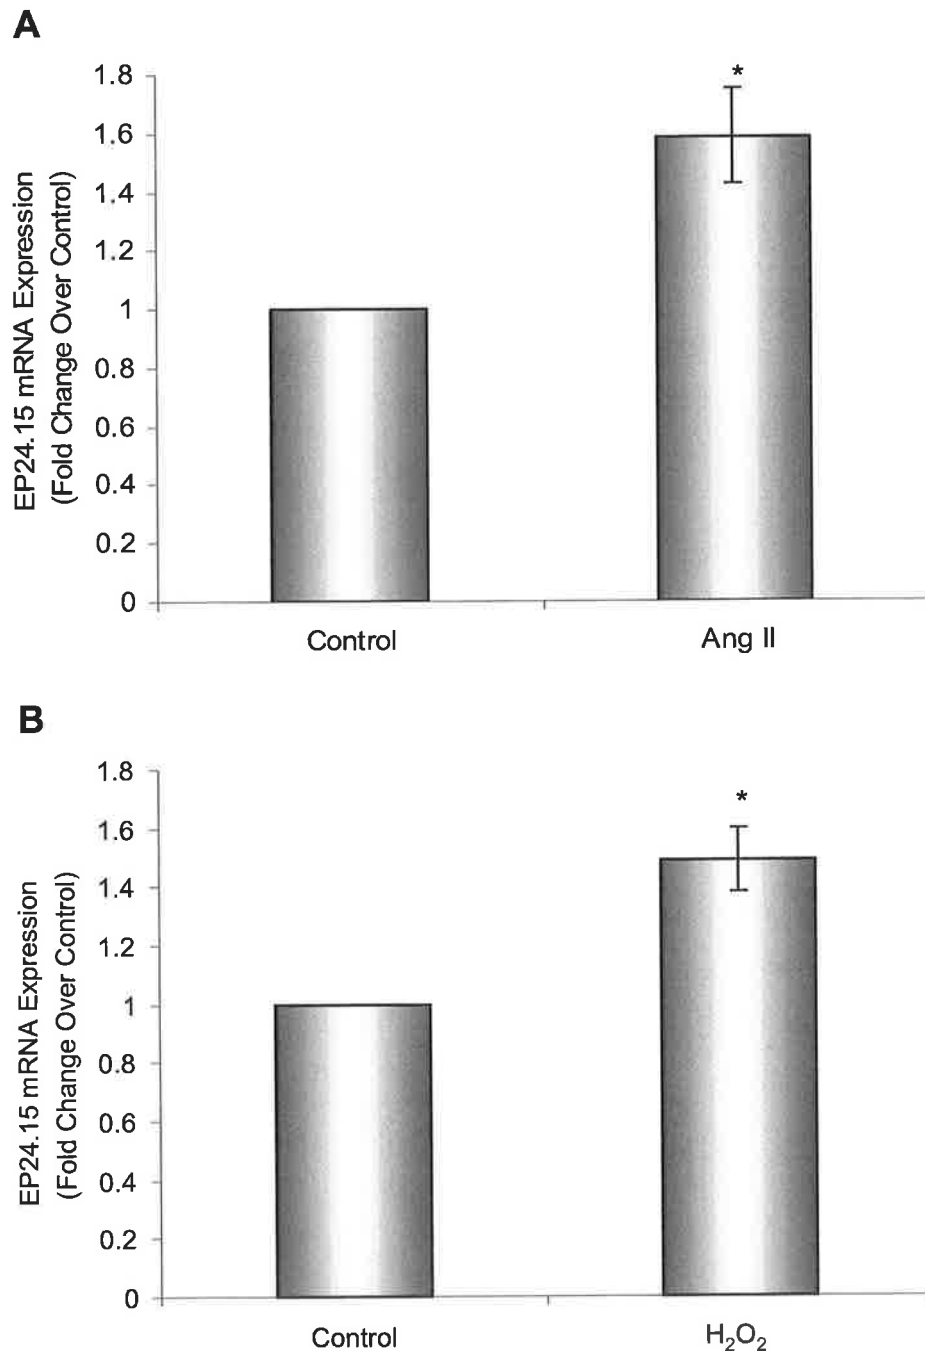 A
1.8
1.6
1.4
1.2
1
0.8
0.6
0.4
0.2
0
EP24.15 mRNA Expression
(Fold Change Over Control)
*
Control
Ang II
B
1.8
1.6
1.4
1.2
1
0.8
0.6
0.4
0.2
0
EP24.15 mRNA Expression
(Fold Change Over Control)
*
Control
H₂O₂